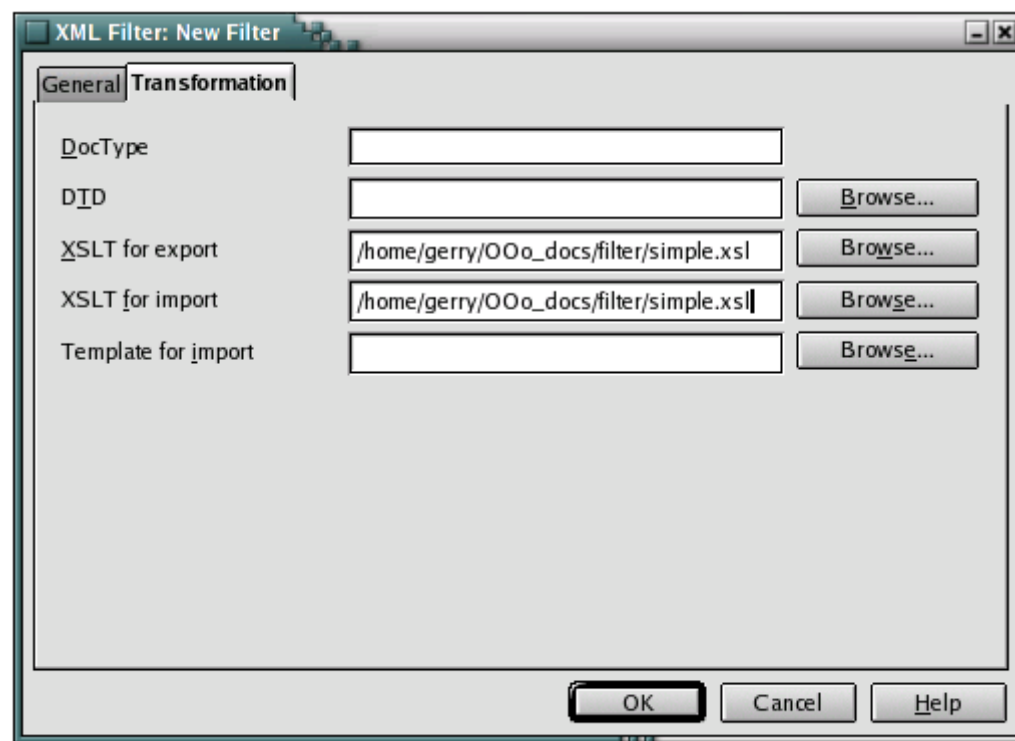 XML Filter: New Filter
General Transformation
DocType
DTD Browse...
XSLT for export /home/gerry/OOo_docs/filter/simple.xsl Browse...
XSLT for import /home/gerry/OOo_docs/filter/simple.xsl Browse...
Template for import Browse...
OK Cancel Help